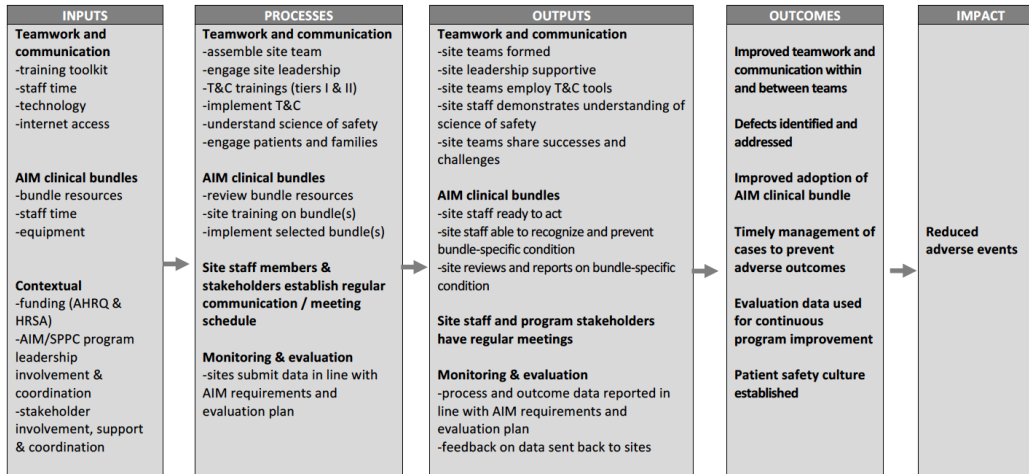 INPUTS
Teamwork and
communication
-training toolkit
-staff time
-technology
-internet access
AIM clinical bundles
-bundle resources
-staff time
-equipment
Contextual
-funding (AHRQ &
HRSA)
-AIM/SPPC program
leadership
involvement &
coordination
-stakeholder
involvement, support
& coordination
PROCESSES
Teamwork and communication
-assemble site team
-engage site leadership
-T&C trainings (tiers I & II)
-implement T&C
-understand science of safety
-engage patients and families
AIM clinical bundles
-review bundle resources
-site training on bundle(s)
-implement selected bundle(s)
Site staff members &
stakeholders establish regular
communication / meeting
schedule
Monitoring & evaluation
-sites submit data in line with
AIM requirements and
evaluation plan
OUTPUTS
Teamwork and communication
-site teams formed
-site leadership supportive
-site teams employ T&C tools
-site staff demonstrates understanding of
science of safety
-site teams share successes and
challenges
AIM clinical bundles
-site staff ready to act
-site staff able to recognize and prevent
bundle-specific condition
-site reviews and reports on bundle-specific
condition
Site staff and program stakeholders
have regular meetings
Monitoring & evaluation
-process and outcome data reported in
line with AIM requirements and
evaluation plan
-feedback on data sent back to sites
OUTCOMES
Improved teamwork and
communication within
and between teams
Defects identified and
addressed
Improved adoption of
AIM clinical bundle
Timely management of
cases to prevent
adverse outcomes
Evaluation data used
for continuous
program improvement
Patient safety culture
established
IMPACT
Reduced
adverse events